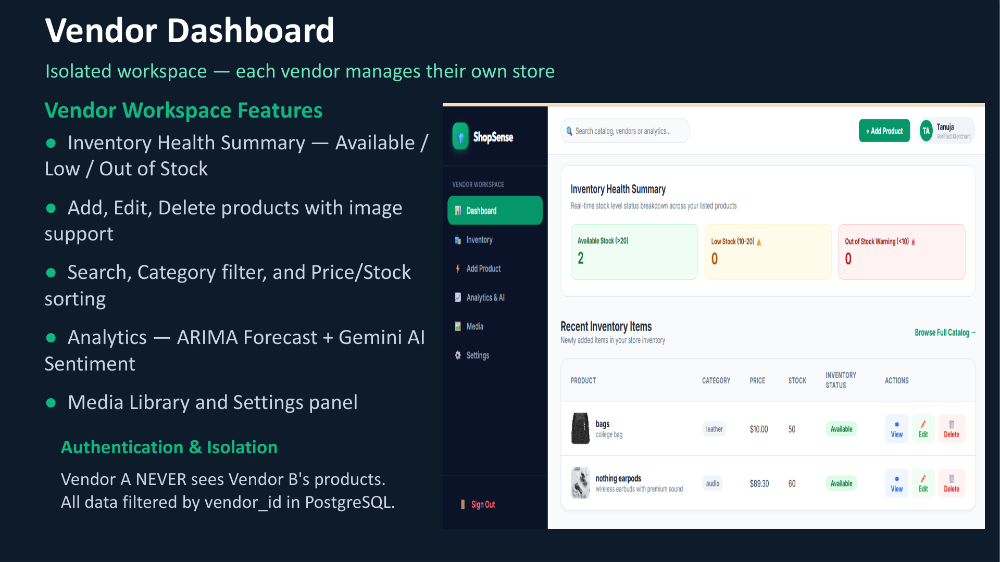 Vendor Dashboard
Isolated workspace — each vendor manages their own store
Vendor Workspace Features
● Inventory Health Summary — Available /
Low / Out of Stock
● Add, Edit, Delete products with image
support
● Search, Category filter, and Price/Stock
sorting
● Analytics — ARIMA Forecast + Gemini AI
Sentiment
● Media Library and Settings panel
Authentication & Isolation
Vendor A NEVER sees Vendor B's products.
All data filtered by vendor_id in PostgreSQL.
ShopSense
VENDOR WORKSPACE
Dashboard
Inventory
Add Product
Analytics & AI
Media
Settings
Sign Out
Search catalog, vendors or analytics...
+ Add Product
TA
Tanuja
Verified Merchant
Inventory Health Summary
Real-time stock level status breakdown across your listed products
Available Stock (>20)
2
Low Stock (10-20)
0
Out of Stock Warning (<10)
0
Recent Inventory Items
Newly added items in your store inventory
Browse Full Catalog →
PRODUCT CATEGORY PRICE STOCK INVENTORY STATUS ACTIONS
bags
college bag
leather $10.00 50 Available View Edit Delete
nothing earpods
wireless earbuds with premium sound
audio $89.30 60 Available View Edit Delete